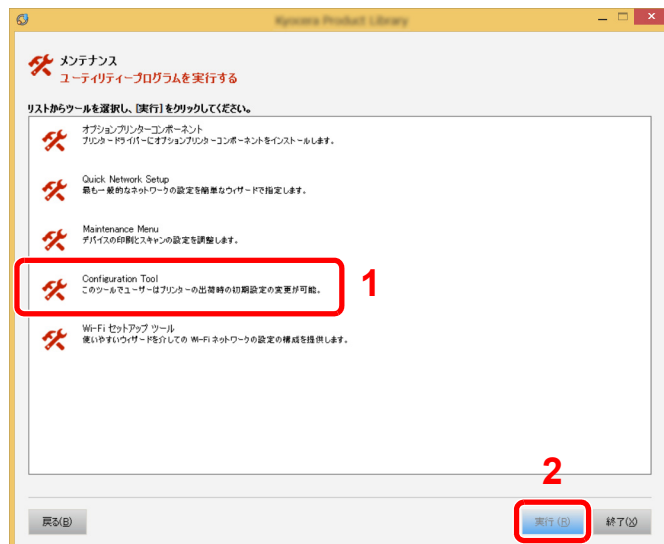 Kyocera Product Library
メンテナンス
ユーティリティープログラムを実行する
リストからツールを選択し、[実行] をクリックしてください。
オプションプリンターコンポーネント
プリンタードライバーにオプションプリンターコンポーネントをインストールします。
Quick Network Setup
最も一般的なネットワークの設定を簡単なウィザードで指定します。
Maintenance Menu
デバイスの印刷とスキャンの設定を調整します。
Configuration Tool
このツールでユーザーはプリンターの出荷時の初期設定の変更が可能。
1
Wi-Fi セットアップ ツール
使いやすいウィザードを介しての Wi-Fi ネットワークの設定の構成を提供します。
2
戻る(B)
実行 (R)
終了(X)